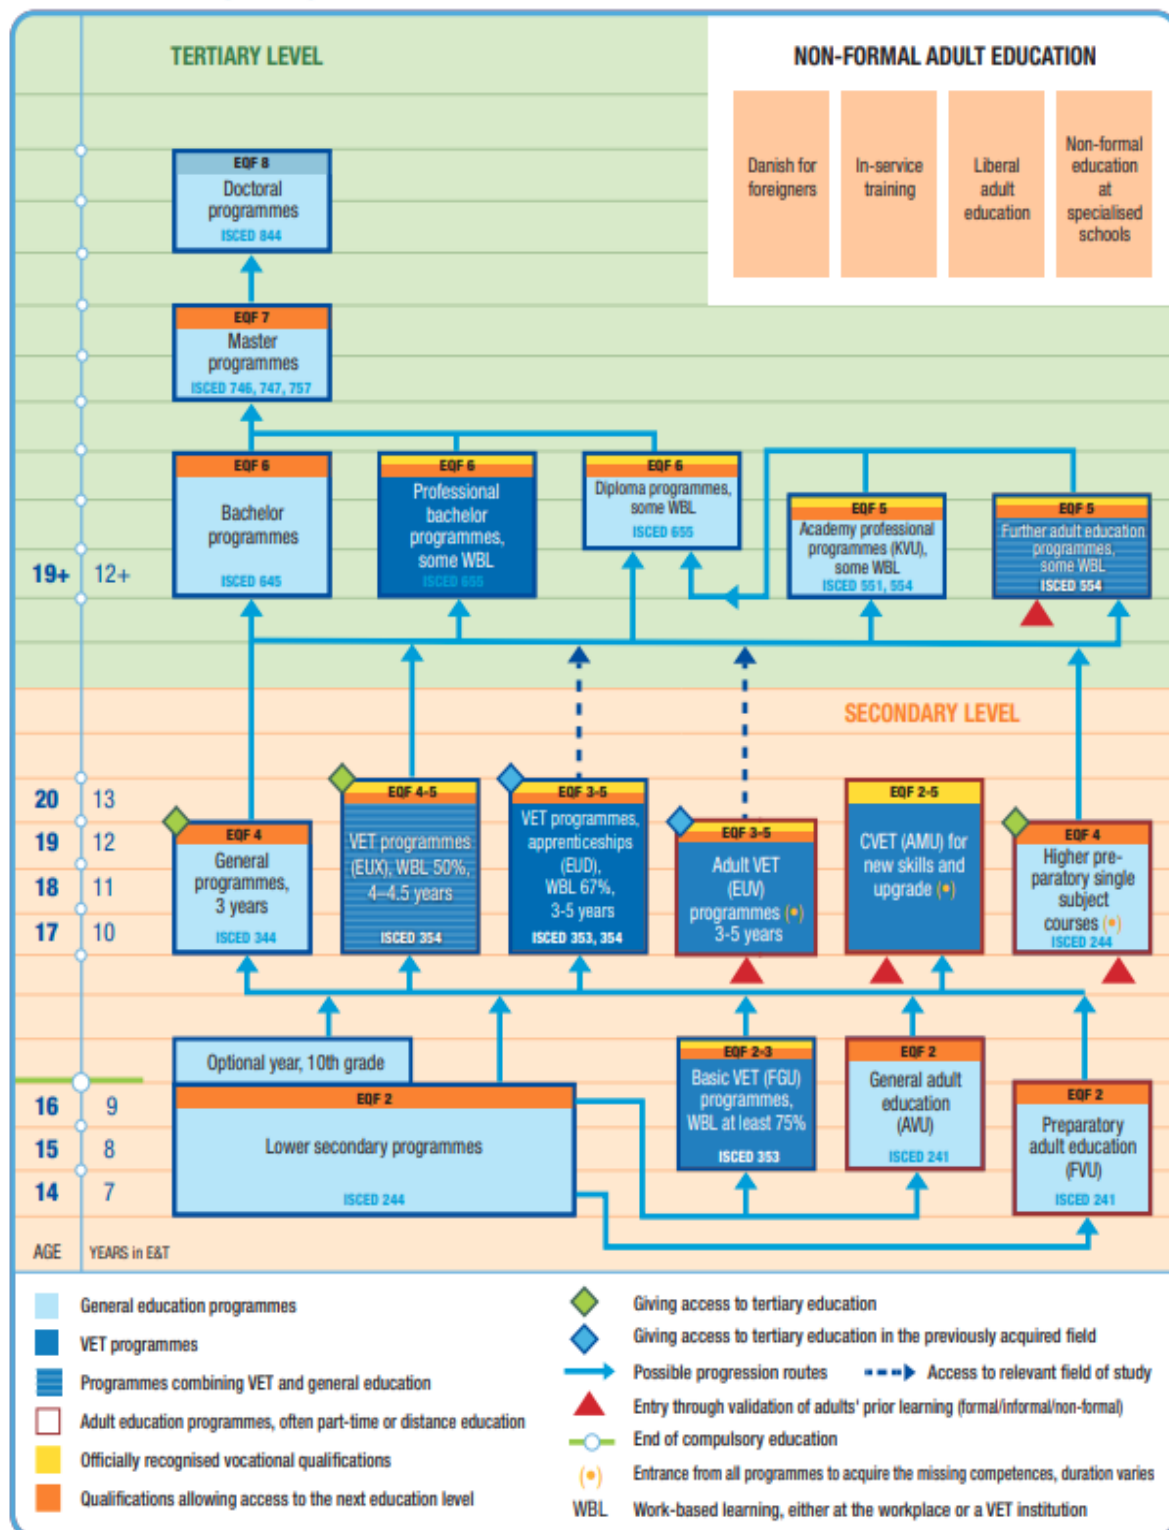 TERTIARY LEVEL
NON-FORMAL ADULT EDUCATION
Danish for
foreigners
In-service
training
Liberal
adult
education
Non-formal
education
at
specialised
schools
EQF 8
Doctoral
programmes
ISCED 844
EQF 7
Master
programmes
ISCED 746, 747, 757
EQF 6
Bachelor
programmes
ISCED 645
EQF 6
Professional
bachelor
programmes,
some WBL
ISCED 655
EQF 6
Diploma programmes,
some WBL
ISCED 655
EQF 5
Academy professional
programmes (KVU),
some WBL
ISCED 551, 554
EQF 5
Further adult education
programmes,
some WBL
ISCED 554
19+ 12+
SECONDARY LEVEL
20 13
19 12
18 11
17 10
EQF 4
General
programmes,
3 years
ISCED 344
EQF 4-5
VET programmes
(EUX), WBL 50%,
4–4.5 years
ISCED 354
EQF 3-5
VET programmes,
apprenticeships
(EUD),
WBL 67%,
3-5 years
ISCED 353, 354
EQF 3-5
Adult VET
(EUV)
programmes (•)
3-5 years
EQF 2-5
CVET (AMU) for
new skills and
upgrade (•)
EQF 4
Higher pre-
paratory single
subject
courses (•)
ISCED 244
Optional year, 10th grade
EQF 2
Lower secondary programmes
ISCED 244
EQF 2-3
Basic VET (FGU)
programmes,
WBL at least 75%
ISCED 353
EQF 2
General adult
education
(AVU)
ISCED 241
EQF 2
Preparatory
adult education
(FVU)
ISCED 241
16 9
15 8
14 7
AGE YEARS in E&T
General education programmes
VET programmes
Programmes combining VET and general education
Adult education programmes, often part-time or distance education
Officially recognised vocational qualifications
Qualifications allowing access to the next education level
Giving access to tertiary education
Giving access to tertiary education in the previously acquired field
Possible progression routes
Access to relevant field of study
Entry through validation of adults' prior learning (formal/informal/non-formal)
End of compulsory education
(•) Entrance from all programmes to acquire the missing competences, duration varies
WBL Work-based learning, either at the workplace or a VET institution